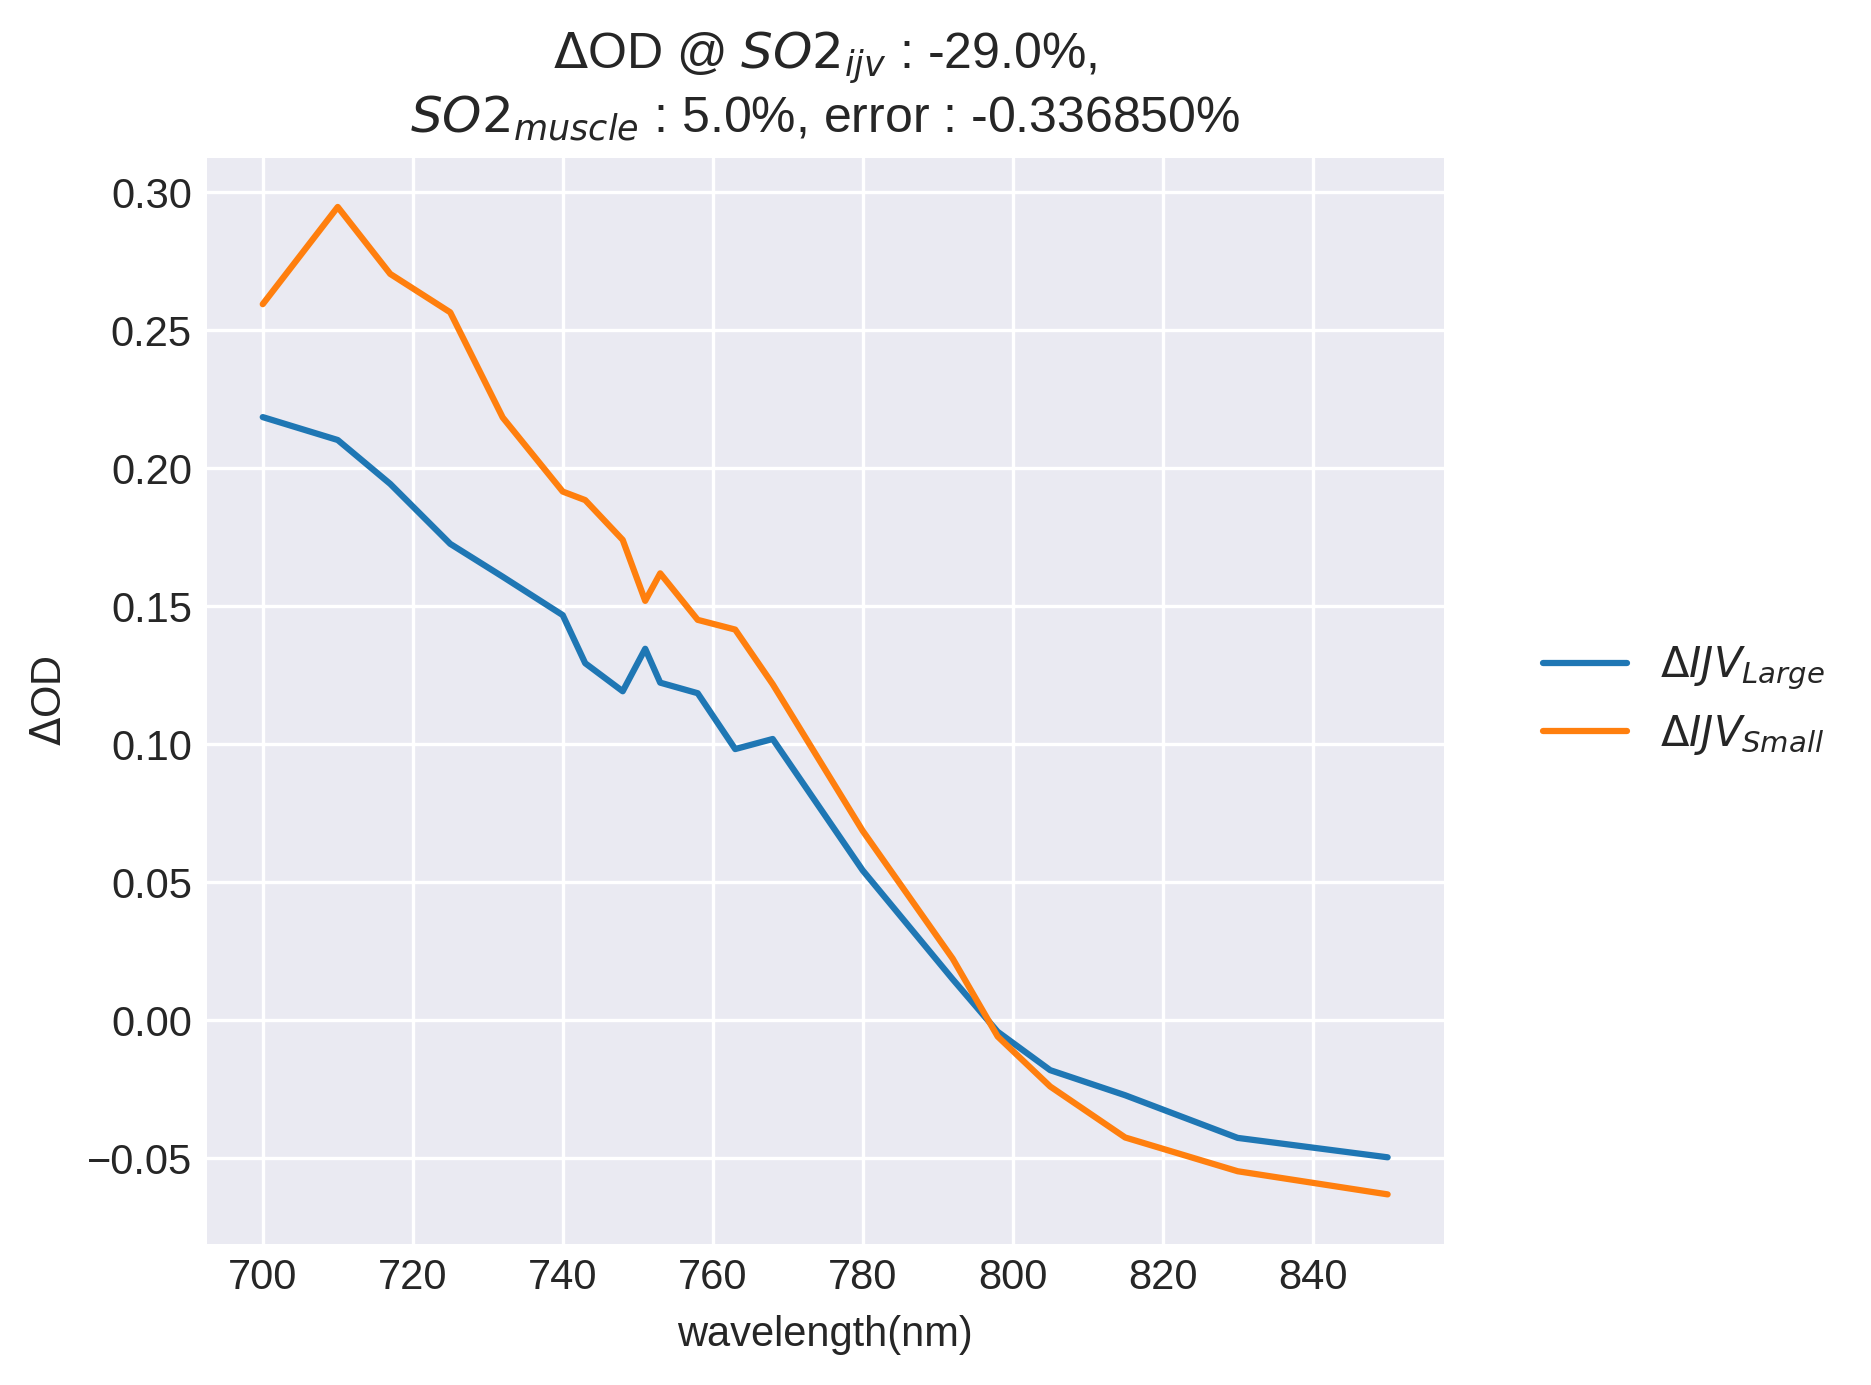 ΔOD @ SO2ijv : -29.0%,
SO2muscle : 5.0%, error : -0.336850%
0.30
0.25
0.20
0.15
0.10
0.05
0.00
−0.05
ΔOD
700 720 740 760 780 800 820 840
wavelength(nm)
ΔIJVLarge
ΔIJVSmall